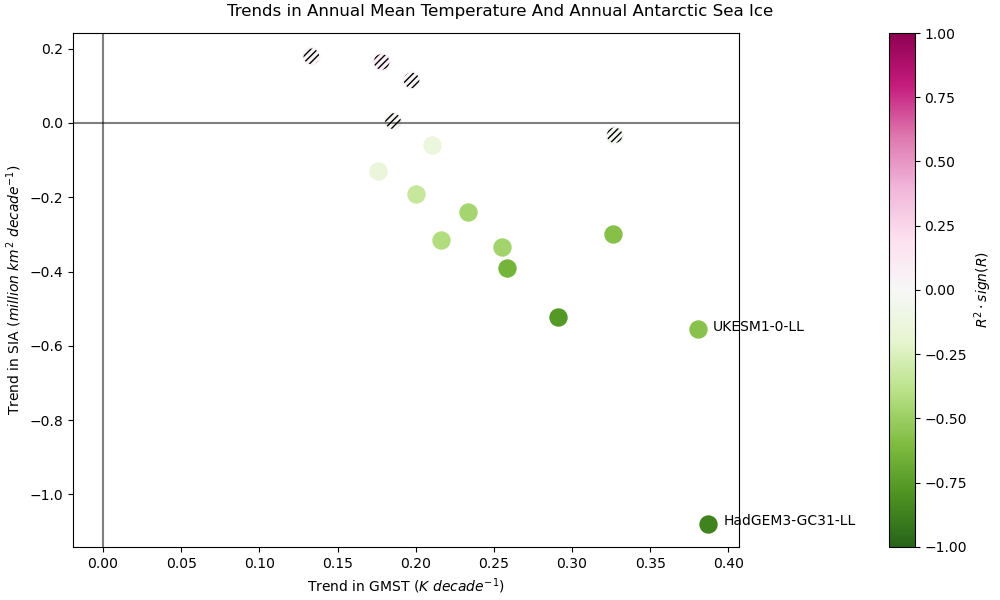 Trends in Annual Mean Temperature And Annual Antarctic Sea Ice
0.2
0.0
−0.2
−0.4
−0.6
−0.8
−1.0
Trend in SIA (million km² decade⁻¹)
UKESM1-0-LL
HadGEM3-GC31-LL
0.00 0.05 0.10 0.15 0.20 0.25 0.30 0.35 0.40
Trend in GMST (K decade⁻¹)
1.00
0.75
0.50
0.25
0.00
−0.25
−0.50
−0.75
−1.00
R² · sign(R)